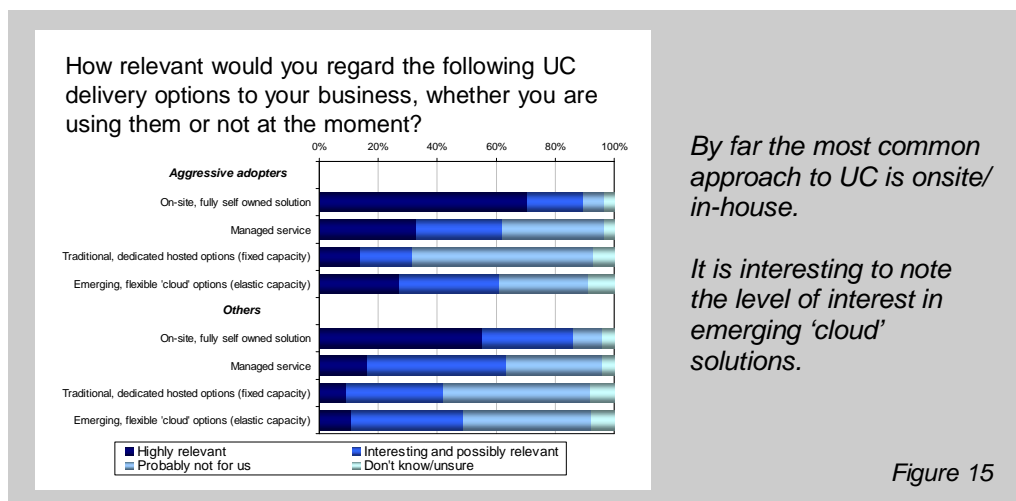 How relevant would you regard the following UC
delivery options to your business, whether you are
using them or not at the moment?
0% 20% 40% 60% 80% 100%
Aggressive adopters
On-site, fully self owned solution
Managed service
Traditional, dedicated hosted options (fixed capacity)
Emerging, flexible 'cloud' options (elastic capacity)
Others
On-site, fully self owned solution
Managed service
Traditional, dedicated hosted options (fixed capacity)
Emerging, flexible 'cloud' options (elastic capacity)
Highly relevant Interesting and possibly relevant
Probably not for us Don't know/unsure
By far the most common
approach to UC is onsite/
in-house.
It is interesting to note
the level of interest in
emerging ‘cloud’
solutions.
Figure 15